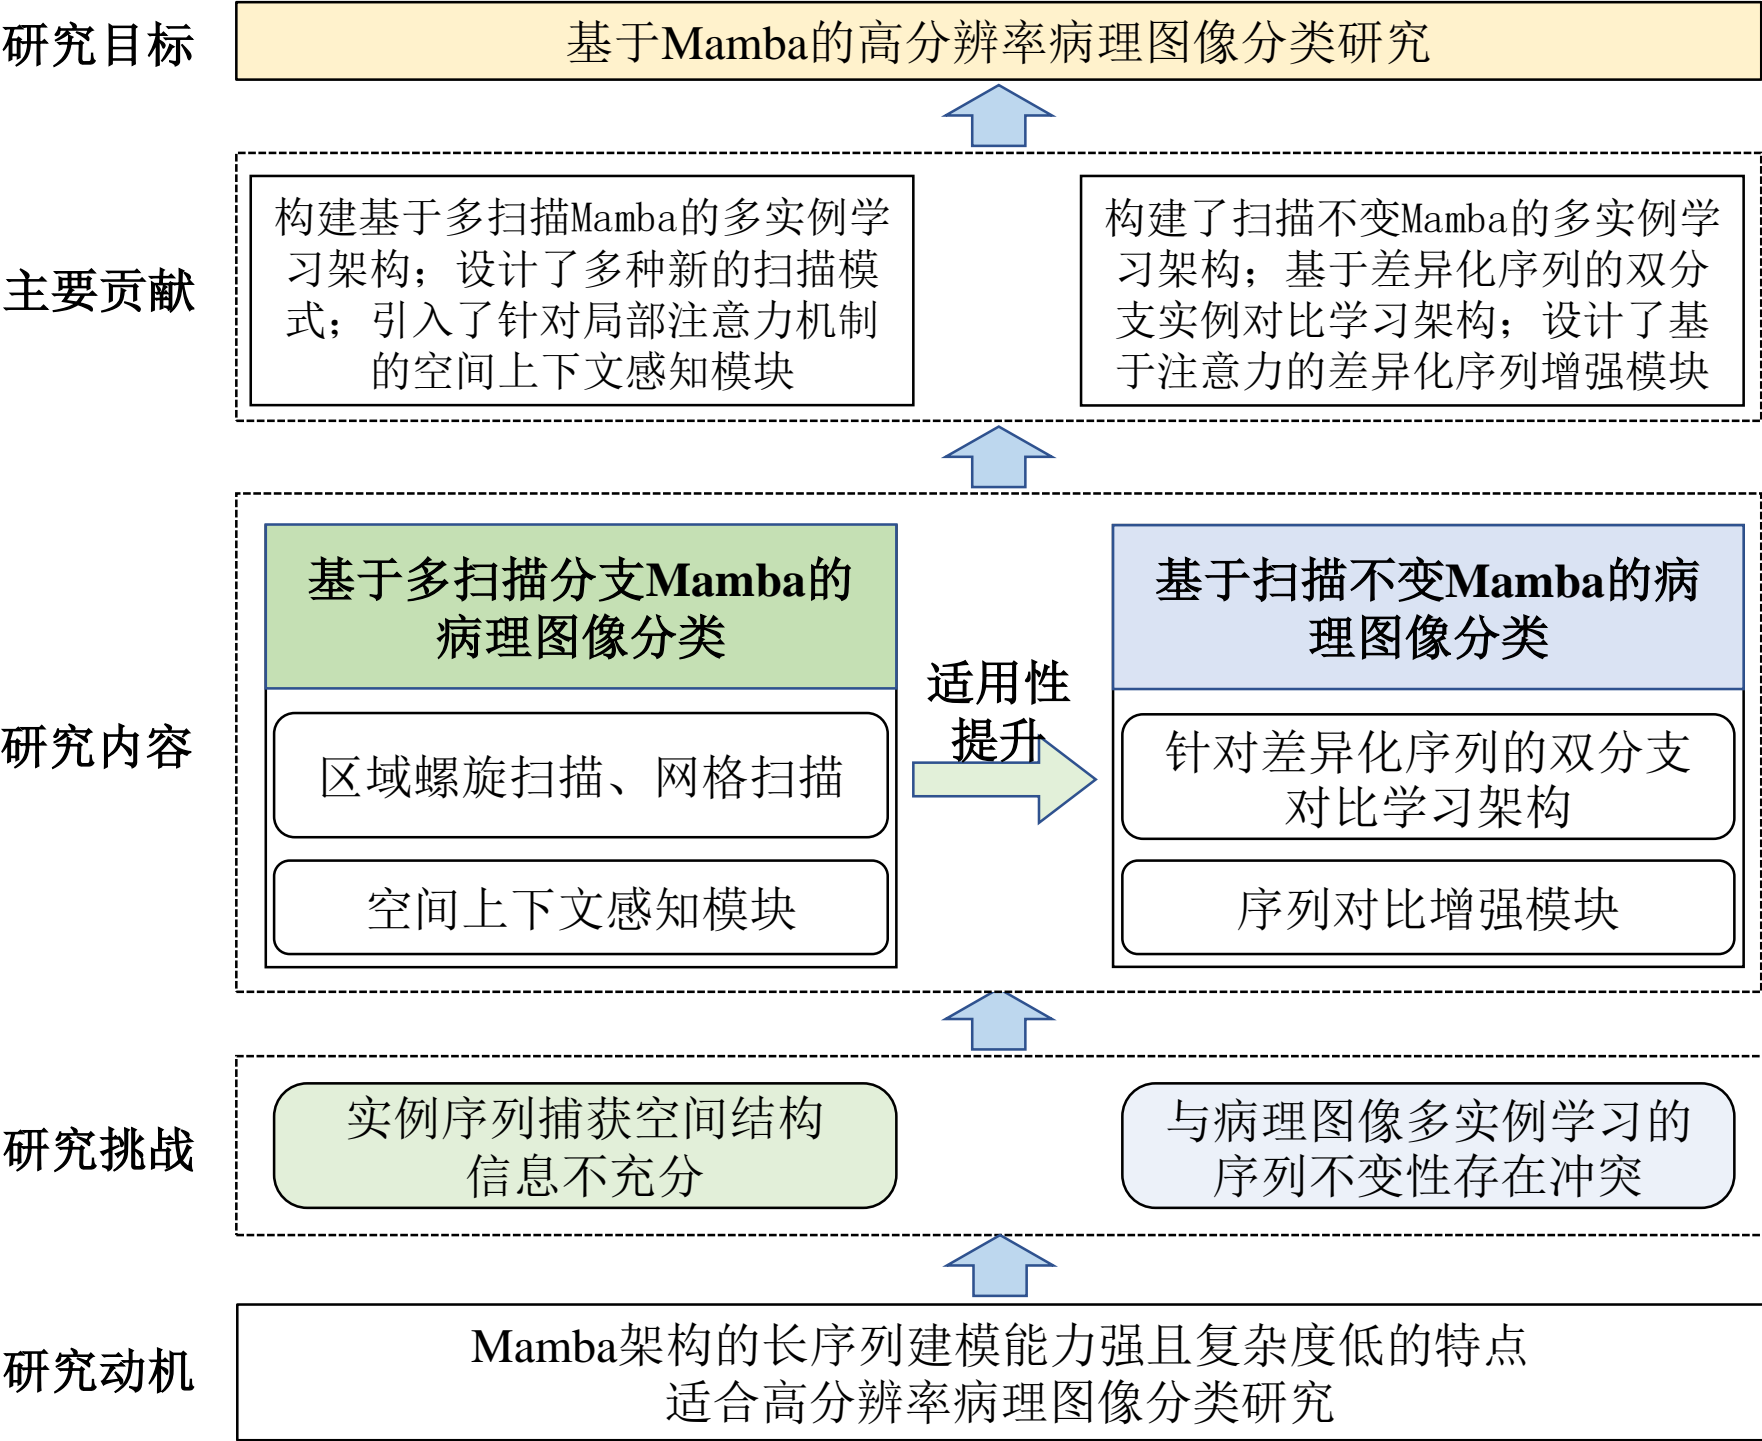 研究目标
基于Mamba的高分辨率病理图像分类研究
主要贡献
构建基于多扫描Mamba的多实例学
习架构；设计了多种新的扫描模
式；引入了针对局部注意力机制
的空间上下文感知模块
构建了扫描不变Mamba的多实例学
习架构；基于差异化序列的双分
支实例对比学习架构；设计了基
于注意力的差异化序列增强模块
研究内容
基于多扫描分支Mamba的
病理图像分类
区域螺旋扫描、网格扫描
空间上下文感知模块
适用性
提升
基于扫描不变Mamba的病
理图像分类
针对差异化序列的双分支
对比学习架构
序列对比增强模块
研究挑战
实例序列捕获空间结构
信息不充分
与病理图像多实例学习的
序列不变性存在冲突
研究动机
Mamba架构的长序列建模能力强且复杂度低的特点
适合高分辨率病理图像分类研究